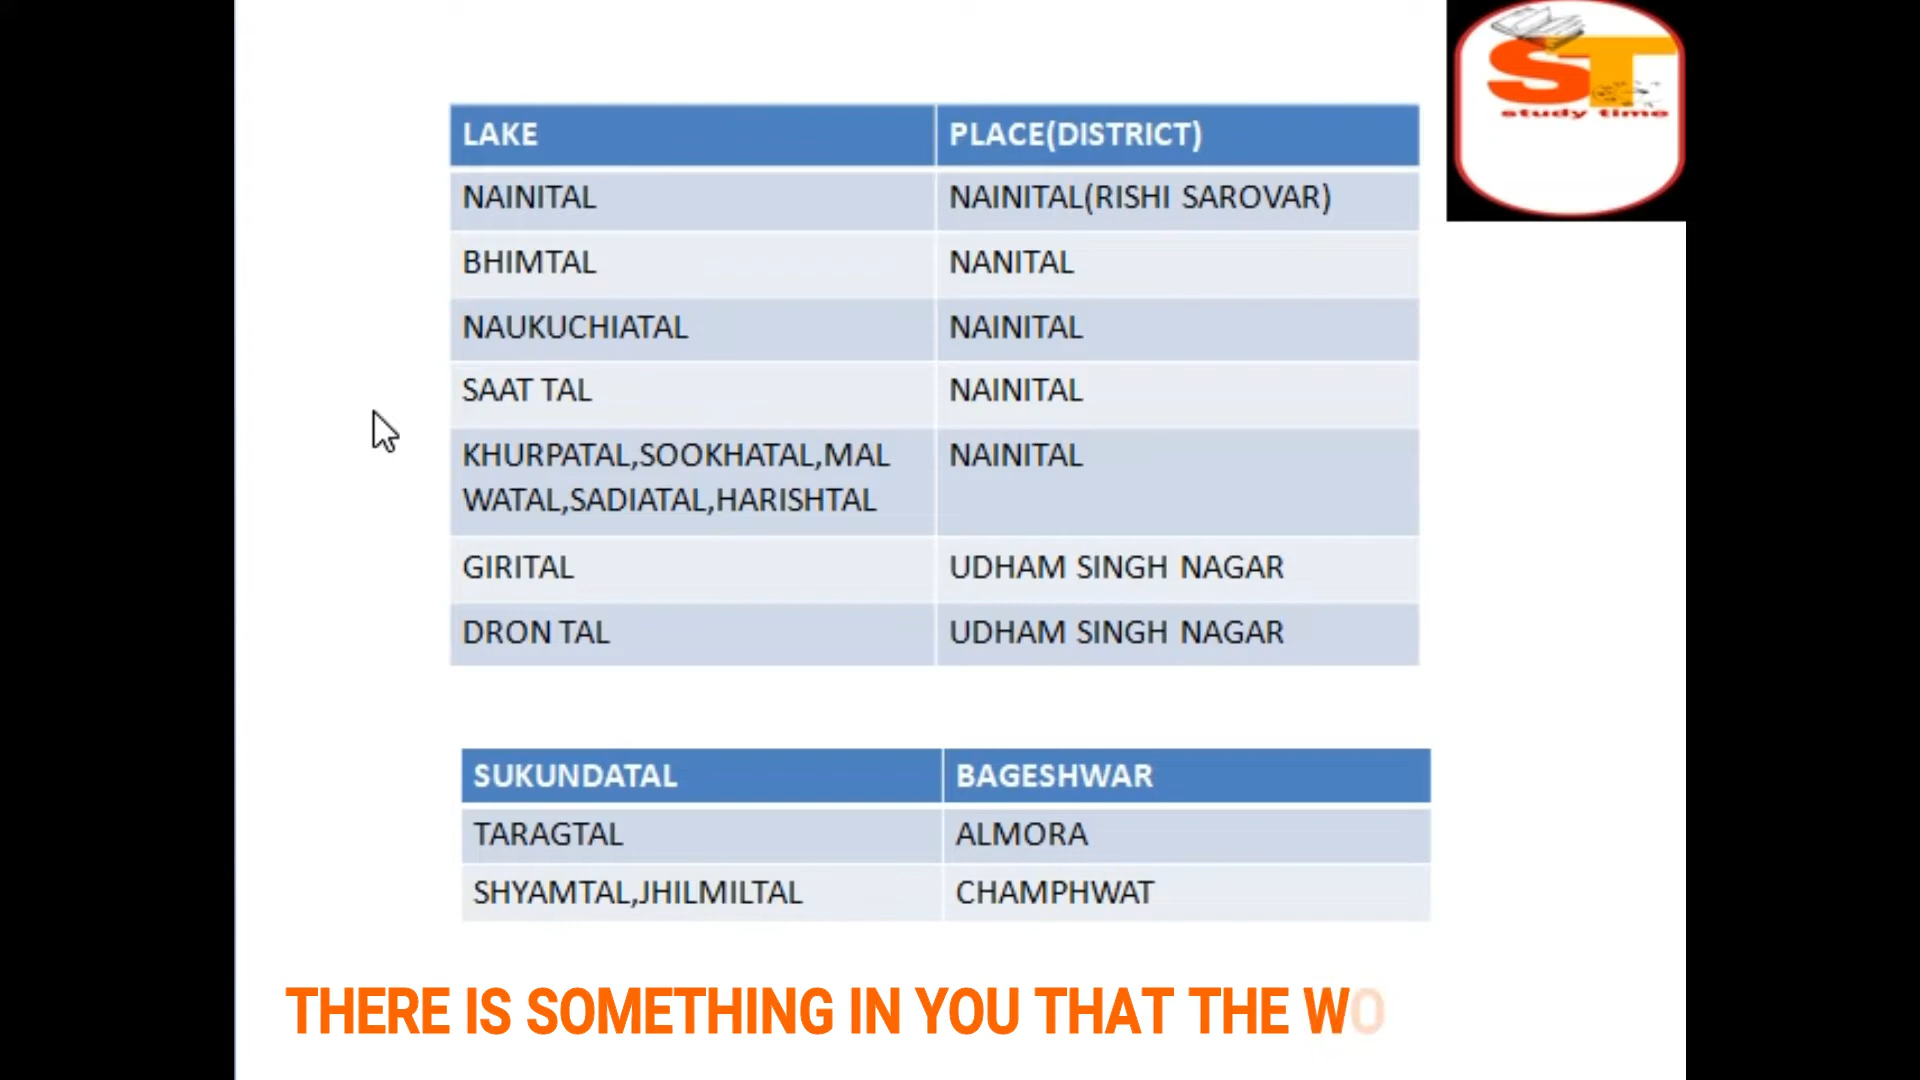 ST
study time
LAKE PLACE(DISTRICT)
NAINITAL NAINITAL(RISHI SAROVAR)
BHIMTAL NANITAL
NAUKUCHIATAL NAINITAL
SAAT TAL NAINITAL
KHURPATAL,SOOKHATAL,MAL NAINITAL
WATAL,SADIATAL,HARISHTAL
GIRITAL UDHAM SINGH NAGAR
DRON TAL UDHAM SINGH NAGAR
SUKUNDATAL BAGESHWAR
TARAGTAL ALMORA
SHYAMTAL,JHILMILTAL CHAMPHWAT
THERE IS SOMETHING IN YOU THAT THE WO